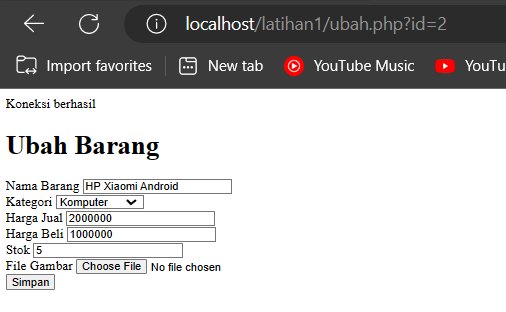 localhost/latihan1/ubah.php?id=2
Import favorites New tab YouTube Music YouTu
Koneksi berhasil
Ubah Barang
Nama Barang HP Xiaomi Android
Kategori Komputer
Harga Jual 2000000
Harga Beli 1000000
Stok 5
File Gambar Choose File No file chosen
Simpan